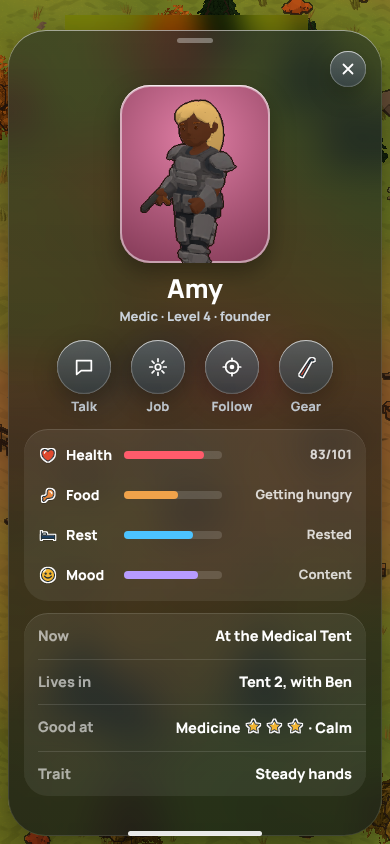 Amy
Medic · Level 4 · founder
Talk Job Follow Gear
Health 83/101
Food Getting hungry
Rest Rested
Mood Content
Now At the Medical Tent
Lives in Tent 2, with Ben
Good at Medicine ⭐⭐⭐ · Calm
Trait Steady hands